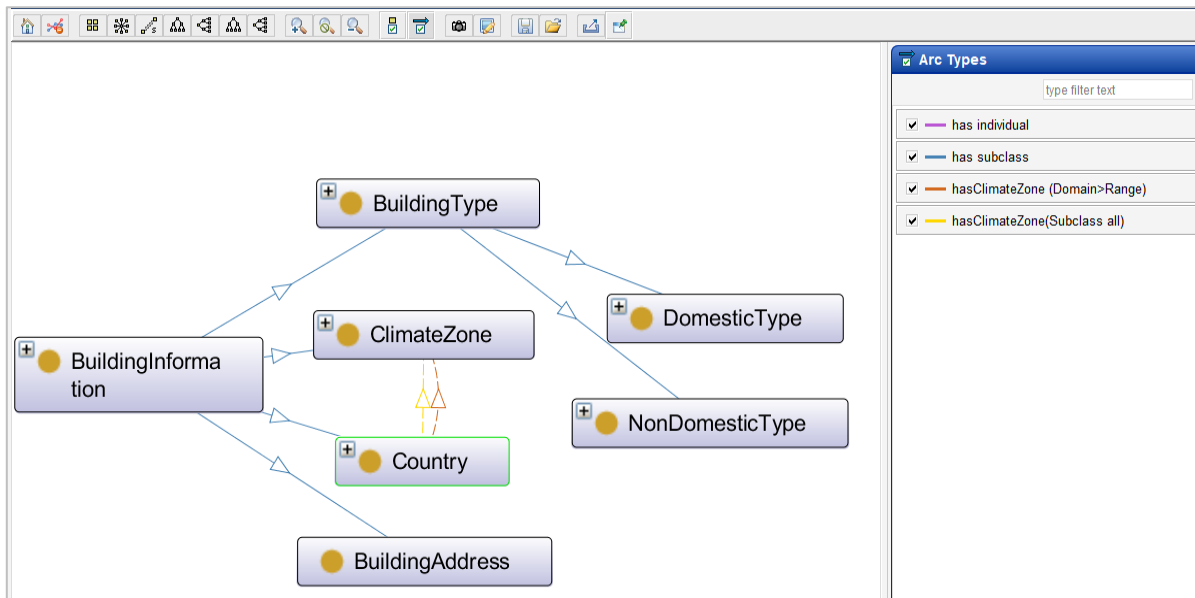 Arc Types
type filter text
has individual
has subclass
hasClimateZone (Domain>Range)
hasClimateZone(Subclass all)
BuildingType
DomesticType
ClimateZone
BuildingInforma
tion
NonDomesticType
Country
BuildingAddress